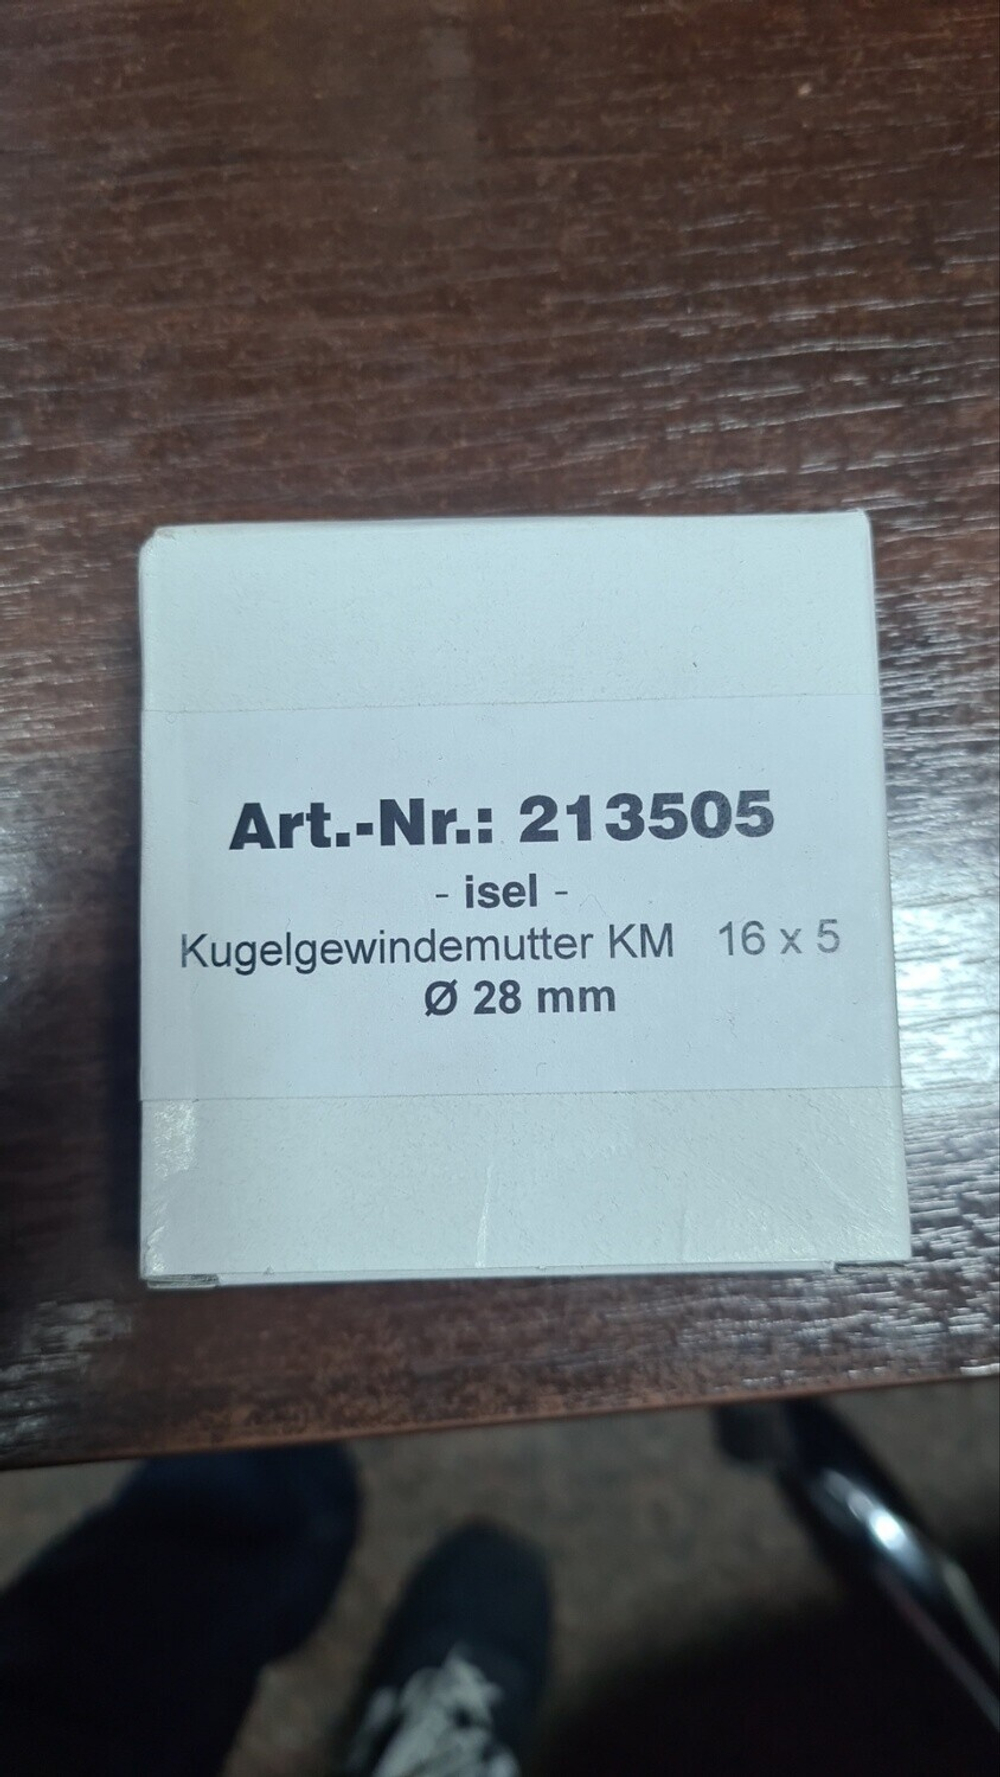 Art.-Nr.: 213505
- isel -
Kugelgewindemutter KM 16 x 5
Ø 28 mm